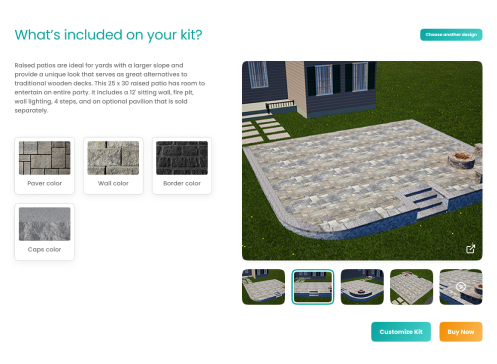 What's included on your kit?
Choose another design
Raised patios are ideal for yards with a larger slope and
provide a unique look that serves as great alternatives to
traditional wooden decks. This 25 x 30 raised patio has room to
entertain an entire party. It includes a 12' sitting wall, fire pit,
wall lighting, 4 steps, and an optional pavilion that is sold
separately.
Paver color
Wall color
Border color
Caps color
Customize Kit
Buy Now